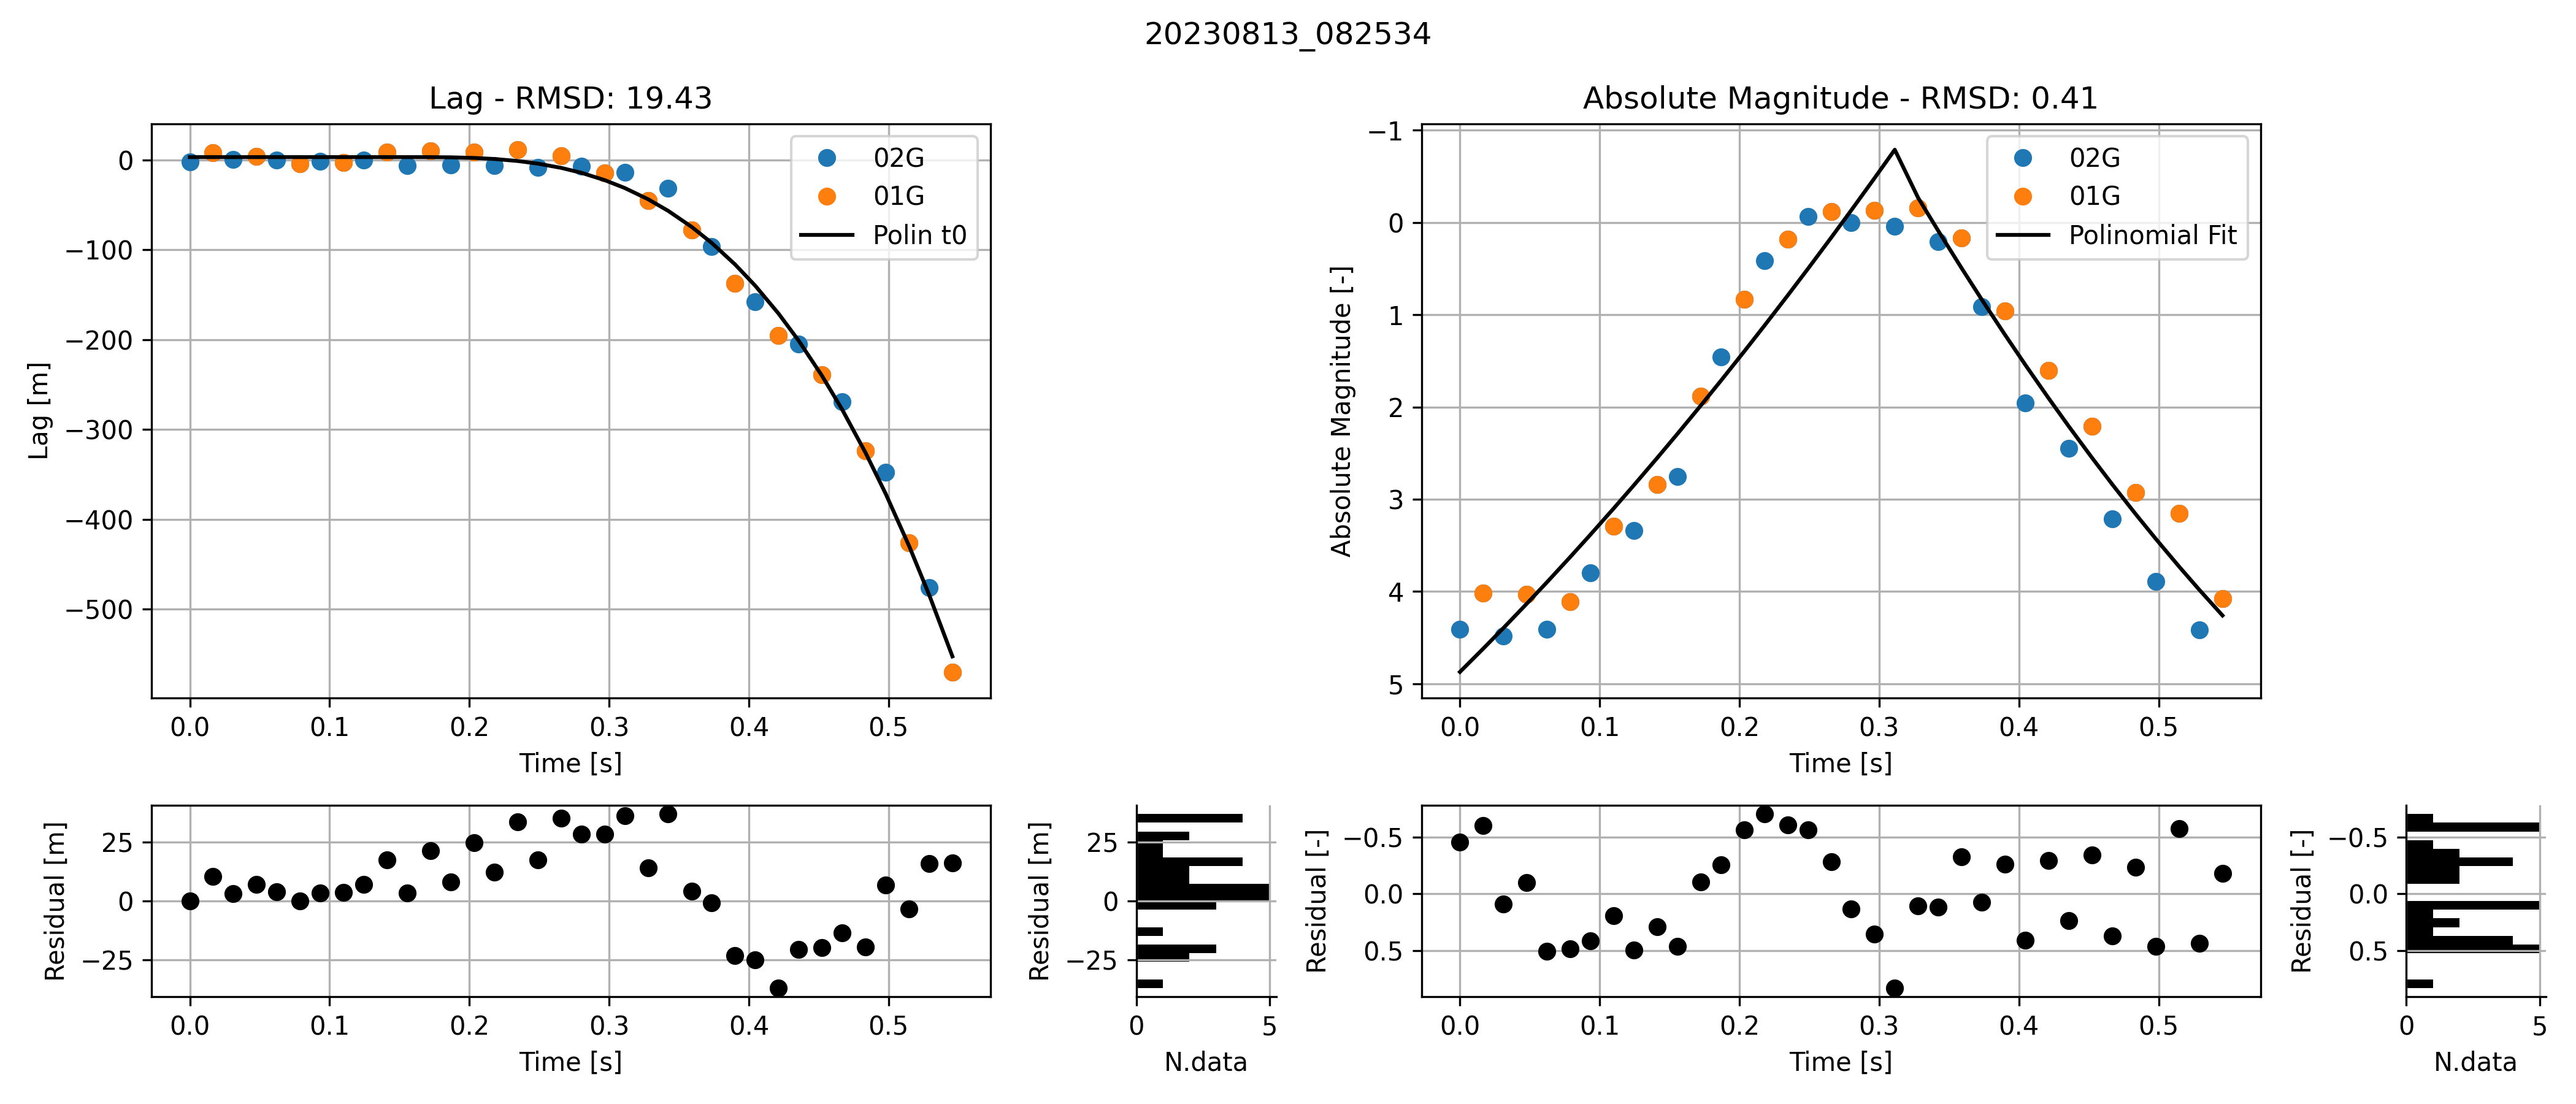 20230813_082534
Lag - RMSD: 19.43
02G
01G
Polin t0
0
−100
−200
−300
−400
−500
Lag [m]
0.0 0.1 0.2 0.3 0.4 0.5
Time [s]
Absolute Magnitude - RMSD: 0.41
02G
01G
Polinomial Fit
−1
0
1
2
3
4
5
Absolute Magnitude [-]
0.0 0.1 0.2 0.3 0.4 0.5
Time [s]
25
0
−25
Residual [m]
0.0 0.1 0.2 0.3 0.4 0.5
Time [s]
25
0
−25
Residual [m]
0 5
N.data
−0.5
0.0
0.5
Residual [-]
0.0 0.1 0.2 0.3 0.4 0.5
Time [s]
−0.5
0.0
0.5
Residual [-]
0 5
N.data